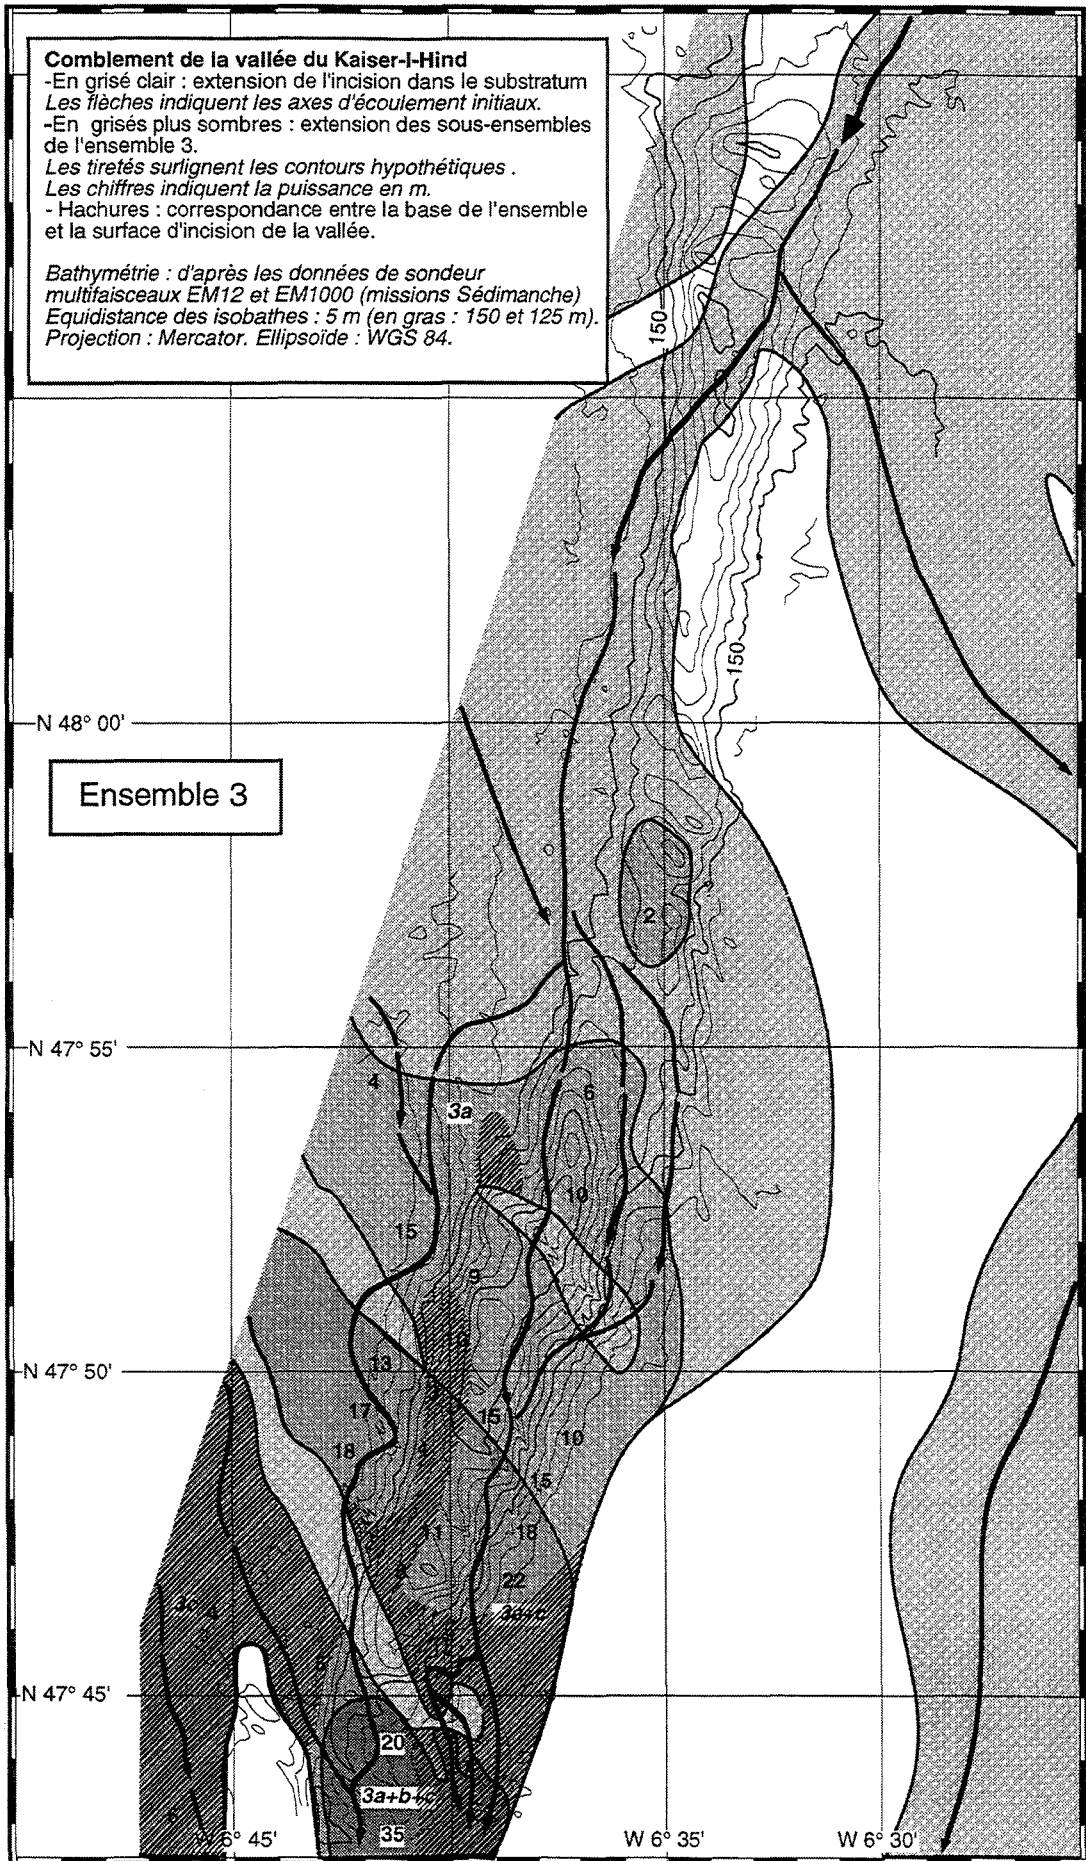 Comblement de la vallée du Kaiser-I-Hind
-En grisé clair : extension de l'incision dans le substratum
Les flèches indiquent les axes d'écoulement initiaux.
-En grisés plus sombres : extension des sous-ensembles
de l'ensemble 3.
Les tiretés surlignent les contours hypothétiques .
Les chiffres indiquent la puissance en m.
- Hachures : correspondance entre la base de l'ensemble
et la surface d'incision de la vallée.
Bathymétrie : d'après les données de sondeur
multifaisceaux EM12 et EM1000 (missions Sédimanche)
Equidistance des isobathes : 5 m (en gras : 150 et 125 m).
Projection : Mercator. Ellipsoïde : WGS 84.
150
150
N 48° 00'
Ensemble 3
2
N 47° 55'
4
3a
6
10
15
9
N 47° 50'
13
17
15
10
18
15
11
18
22
3a+c
3c
4
N 47° 45'
20
3a+b+c
35
W 6° 45'
W 6° 35'
W 6° 30'